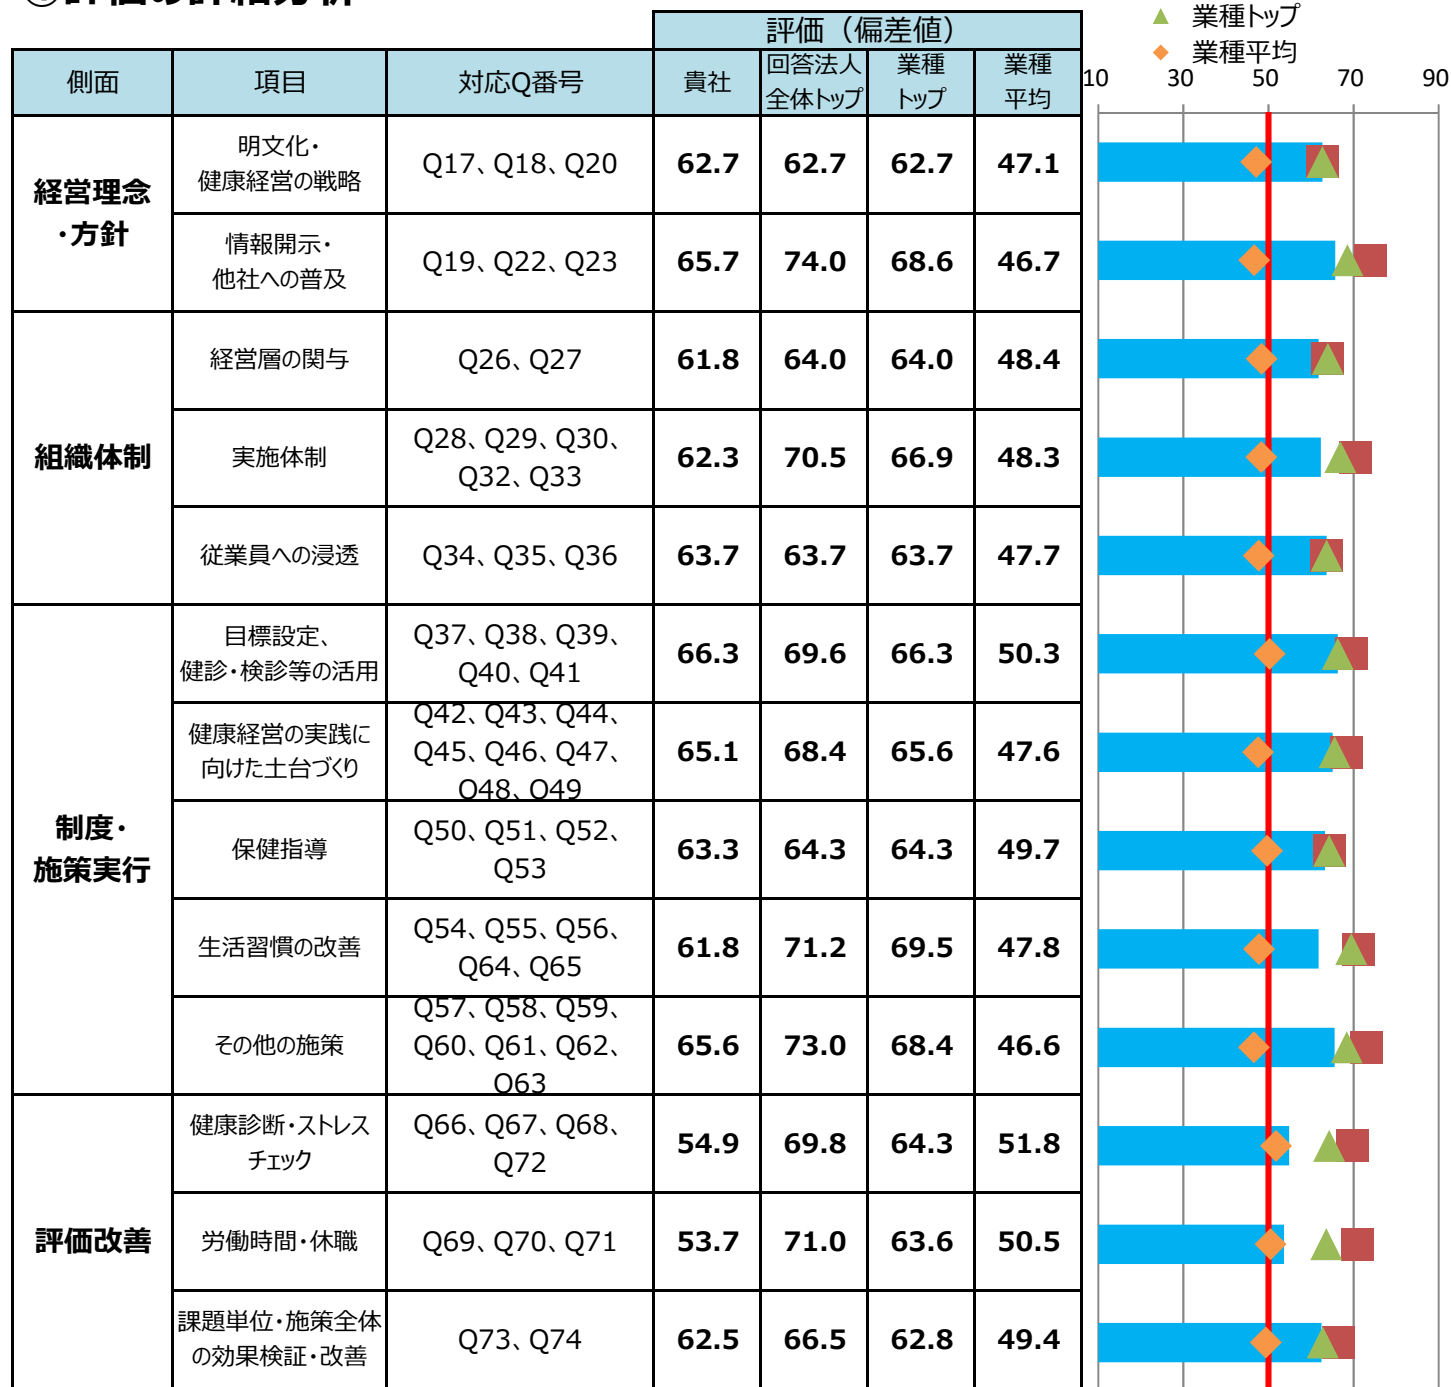 ①評価の詳細分析
▲ 業種トップ
◆ 業種平均
評価（偏差値）
側面 項目 対応Q番号 貴社 回答法人全体トップ 業種トップ 業種平均
10 30 50 70 90
経営理念・方針
明文化・健康経営の戦略 Q17、Q18、Q20 62.7 62.7 62.7 47.1
情報開示・他社への普及 Q19、Q22、Q23 65.7 74.0 68.6 46.7
組織体制
経営層の関与 Q26、Q27 61.8 64.0 64.0 48.4
実施体制 Q28、Q29、Q30、Q32、Q33 62.3 70.5 66.9 48.3
従業員への浸透 Q34、Q35、Q36 63.7 63.7 63.7 47.7
制度・施策実行
目標設定、健診・検診等の活用 Q37、Q38、Q39、Q40、Q41 66.3 69.6 66.3 50.3
健康経営の実践に向けた土台づくり Q42、Q43、Q44、Q45、Q46、Q47、Q48、Q49 65.1 68.4 65.6 47.6
保健指導 Q50、Q51、Q52、Q53 63.3 64.3 64.3 49.7
生活習慣の改善 Q54、Q55、Q56、Q64、Q65 61.8 71.2 69.5 47.8
その他の施策 Q57、Q58、Q59、Q60、Q61、Q62、Q63 65.6 73.0 68.4 46.6
評価改善
健康診断・ストレスチェック Q66、Q67、Q68、Q72 54.9 69.8 64.3 51.8
労働時間・休職 Q69、Q70、Q71 53.7 71.0 63.6 50.5
課題単位・施策全体の効果検証・改善 Q73、Q74 62.5 66.5 62.8 49.4